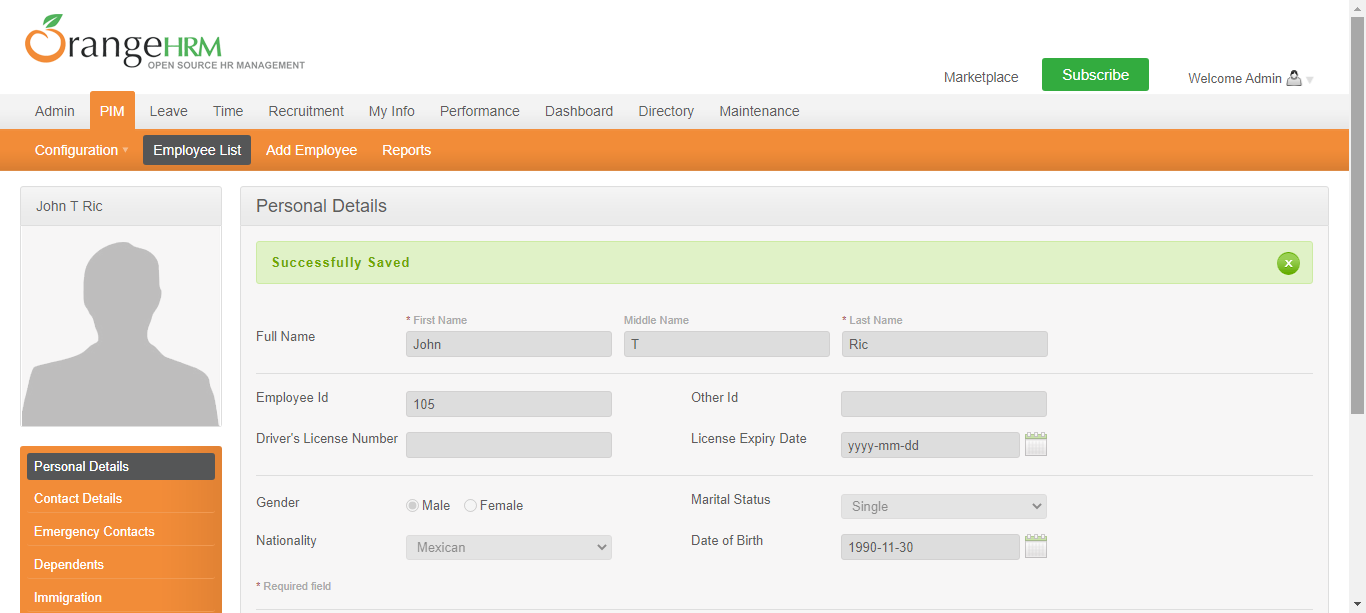 OrangeHRM
OPEN SOURCE HR MANAGEMENT
Marketplace Subscribe Welcome Admin
Admin PIM Leave Time Recruitment My Info Performance Dashboard Directory Maintenance
Configuration Employee List Add Employee Reports
John T Ric
Personal Details
Contact Details
Emergency Contacts
Dependents
Immigration
Personal Details
Successfully Saved
Full Name
* First Name Middle Name * Last Name
John T Ric
Employee Id 105 Other Id
Driver's License Number License Expiry Date yyyy-mm-dd
Gender Male Female Marital Status Single
Nationality Mexican Date of Birth 1990-11-30
* Required field